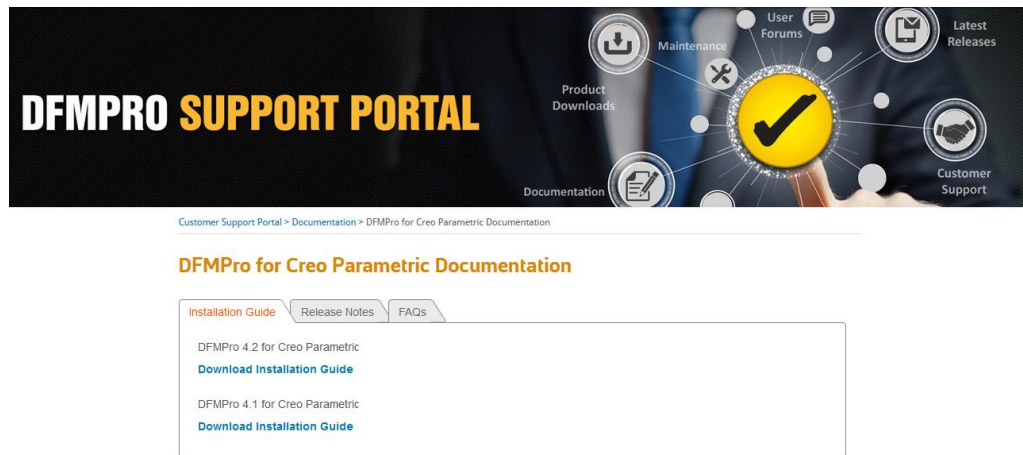 User
Forums
Latest
Releases
Maintenance
Product
Downloads
DFMPRO SUPPORT PORTAL
Customer
Support
Documentation
Customer Support Portal > Documentation > DFMPro for Creo Parametric Documentation
DFMPro for Creo Parametric Documentation
Installation Guide Release Notes FAQs
DFMPro 4.2 for Creo Parametric
Download Installation Guide
DFMPro 4.1 for Creo Parametric
Download Installation Guide